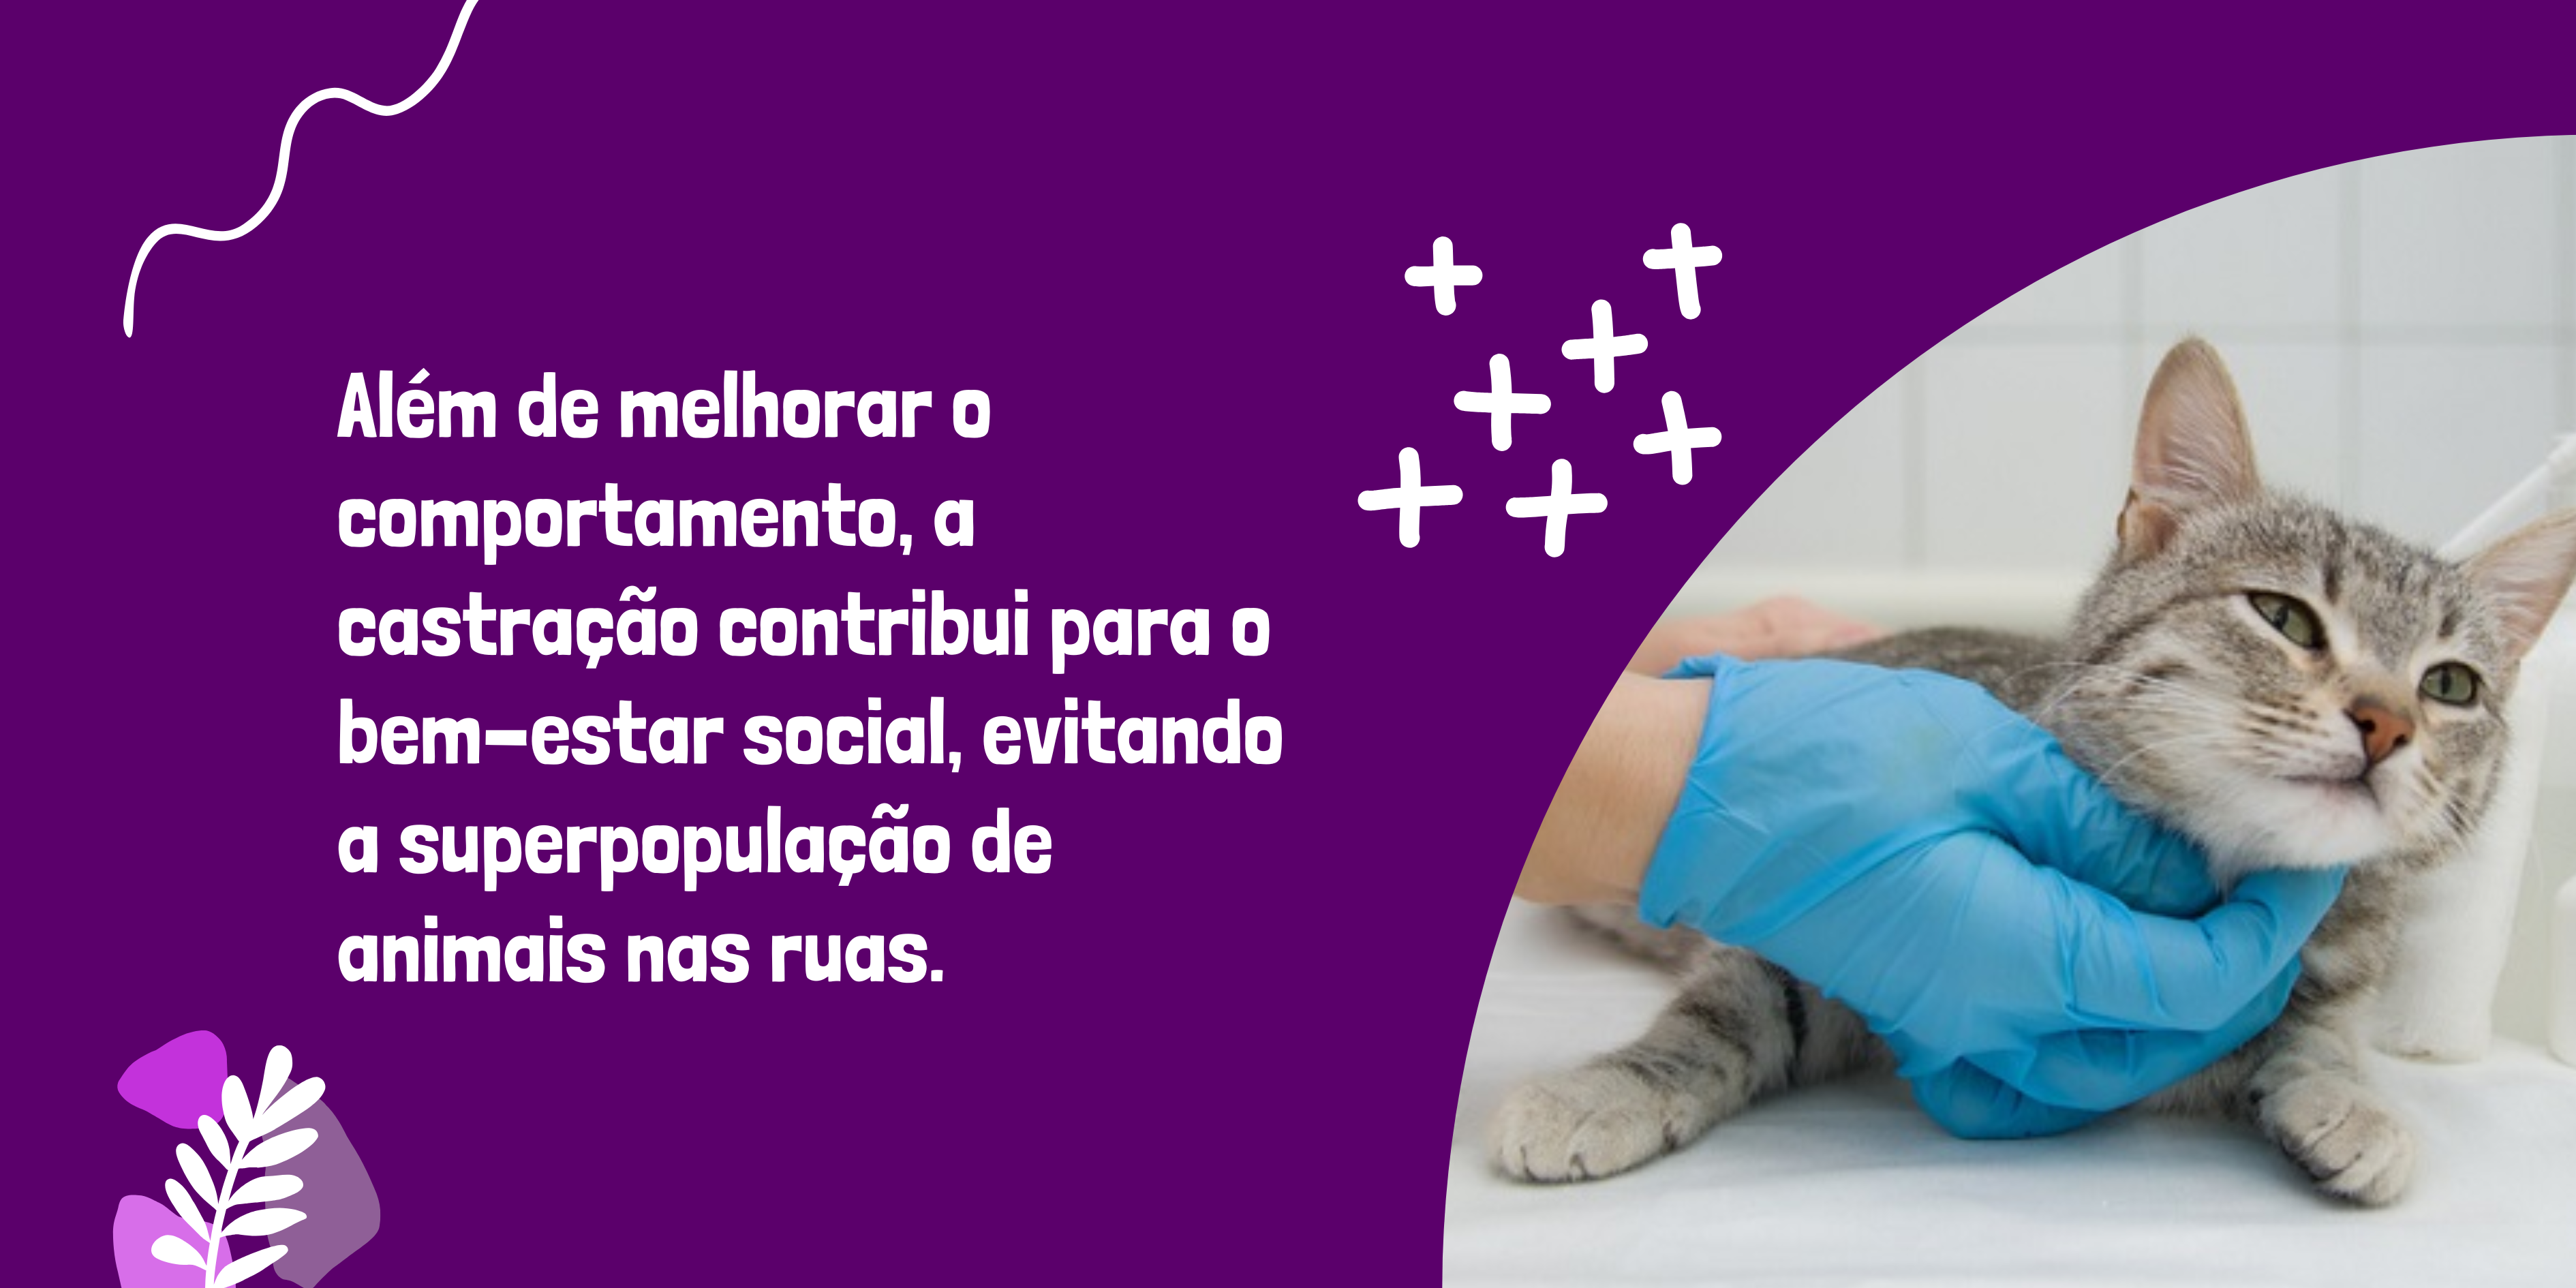 Além de melhorar o
comportamento, a
castração contribui para o
bem-estar social, evitando
a superpopulação de
animais nas ruas.